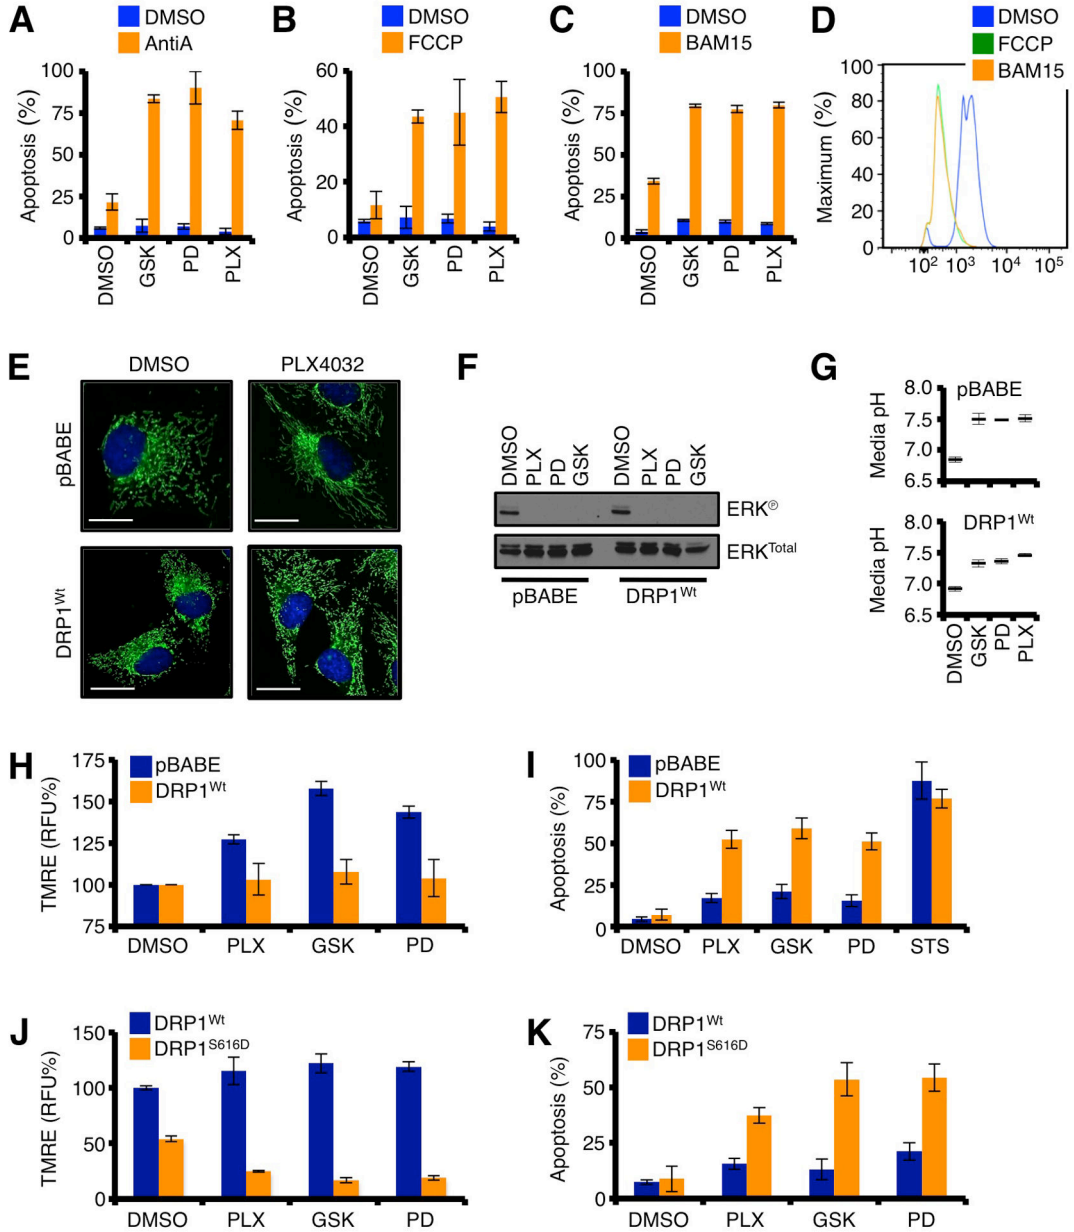 A
DMSO
AntiA
Apoptosis (%)
100
75
50
25
0
DMSO
GSK
PD
PLX
B
DMSO
FCCP
Apoptosis (%)
60
40
20
0
DMSO
GSK
PD
PLX
C
DMSO
BAM15
Apoptosis (%)
100
75
50
25
0
DMSO
GSK
PD
PLX
D
DMSO
FCCP
BAM15
Maximum (%)
100
80
60
40
20
0
10² 10³ 10⁴ 10⁵
E
DMSO PLX4032
pBABE
DRP1ᵂᵗ
F
DMSO PLX PD GSK DMSO PLX PD GSK
ERKⓅ
ERKᵀᵒᵗᵃˡ
pBABE DRP1ᵂᵗ
G
pBABE
Media pH
8.0
7.5
7.0
6.5
DRP1ᵂᵗ
Media pH
8.0
7.5
7.0
6.5
DMSO
GSK
PD
PLX
H
pBABE
DRP1ᵂᵗ
TMRE (RFU%)
175
150
125
100
75
DMSO PLX GSK PD
I
pBABE
DRP1ᵂᵗ
Apoptosis (%)
100
75
50
25
0
DMSO PLX GSK PD STS
J
DRP1ᵂᵗ
DRP1ˢ⁶¹⁶ᴰ
TMRE (RFU%)
150
100
50
0
DMSO PLX GSK PD
K
DRP1ᵂᵗ
DRP1ˢ⁶¹⁶ᴰ
Apoptosis (%)
75
50
25
0
DMSO PLX GSK PD